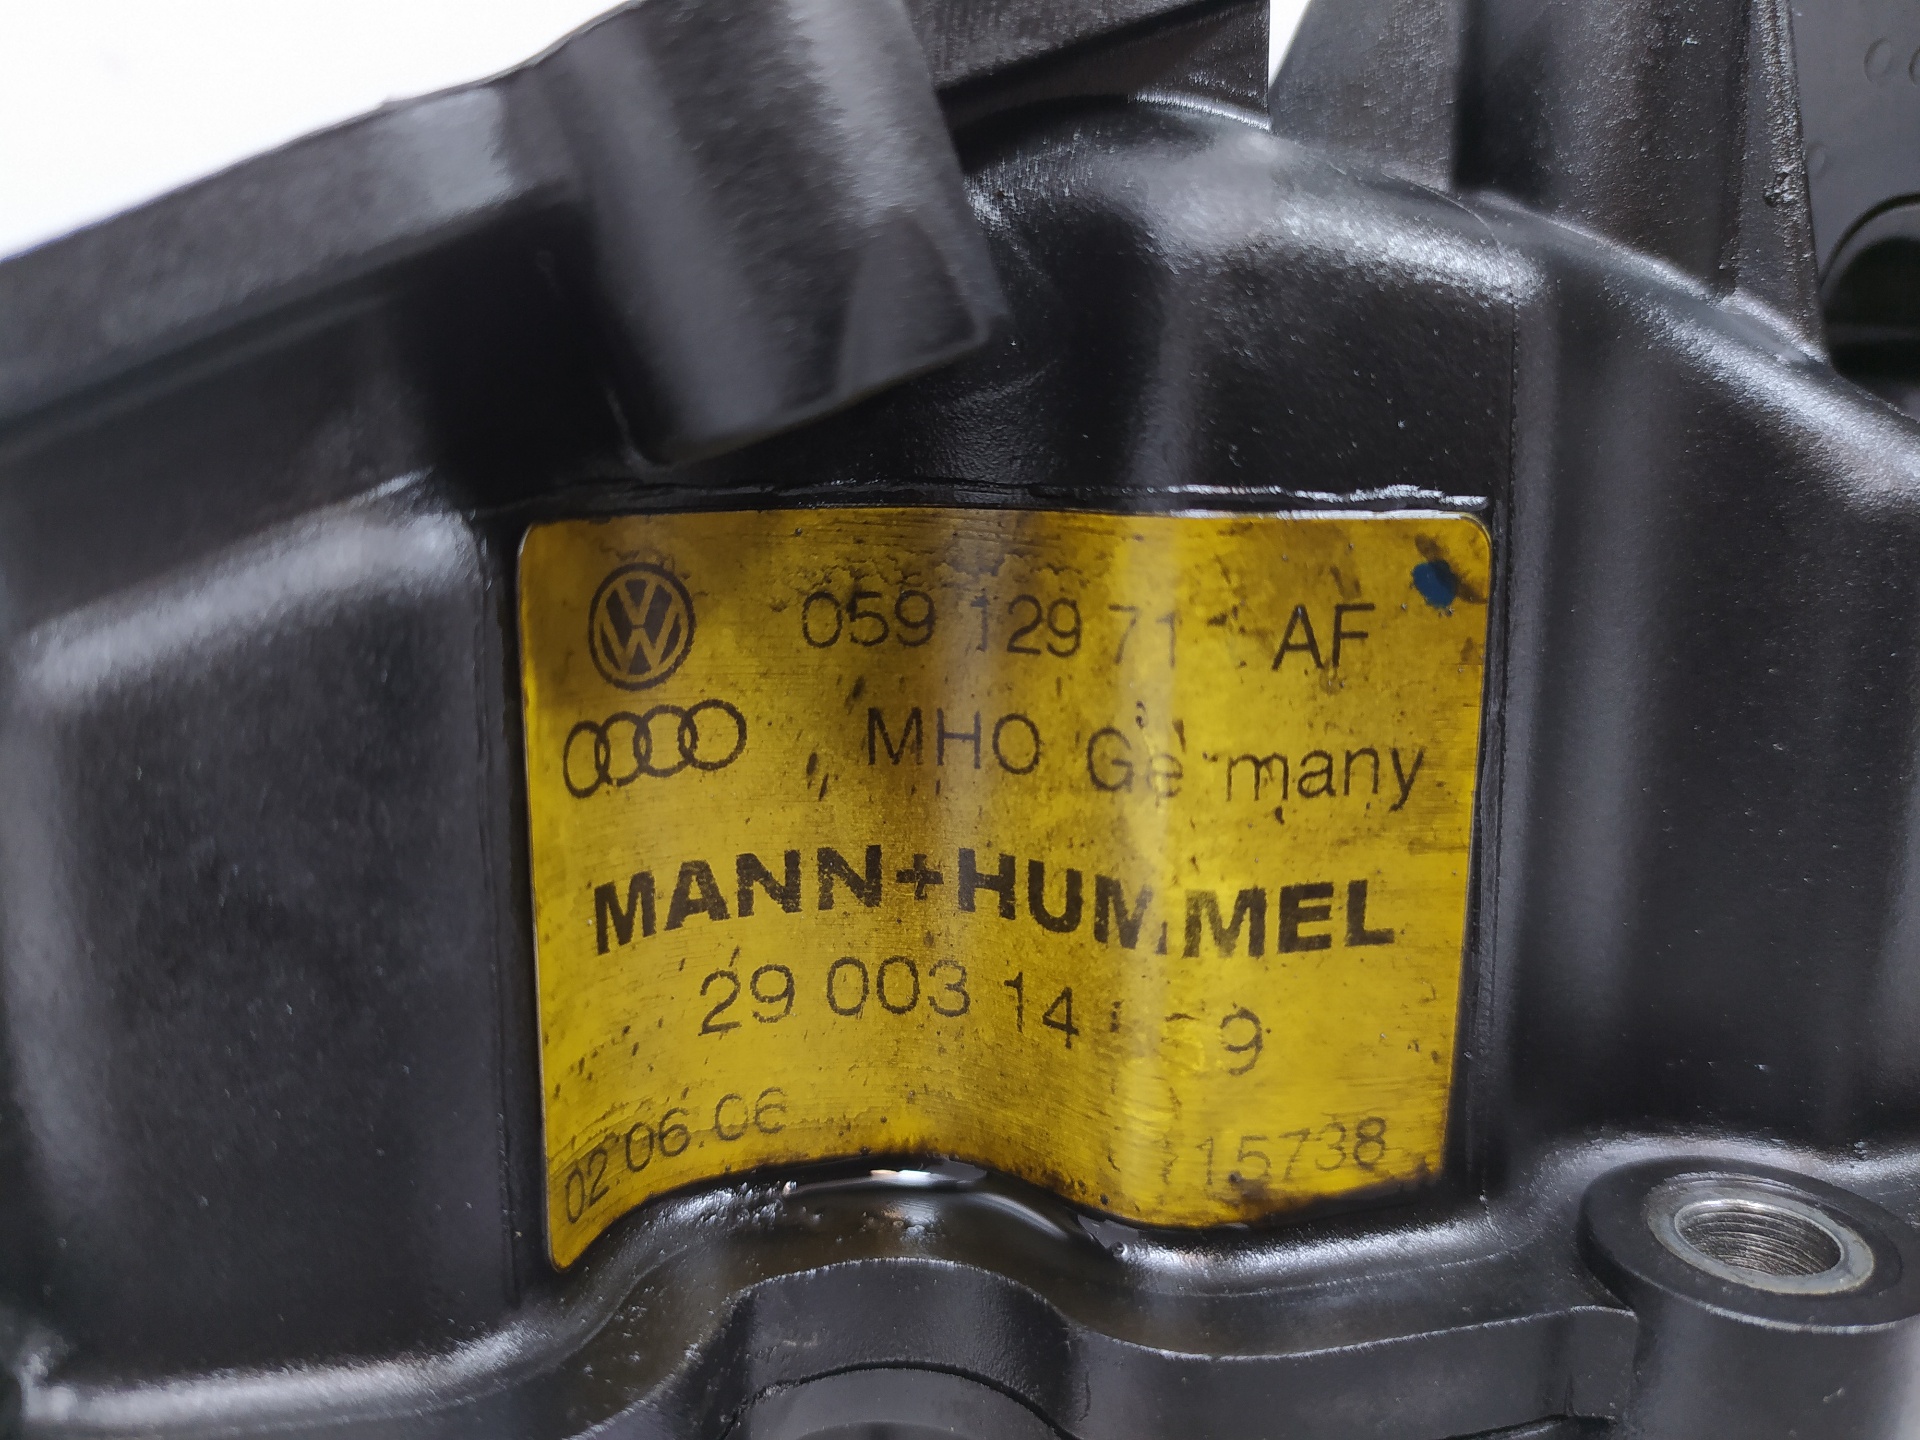 059 129 71 AF
MHO Germany
MANN+HUMMEL
29 003 14
02.06.06 15738